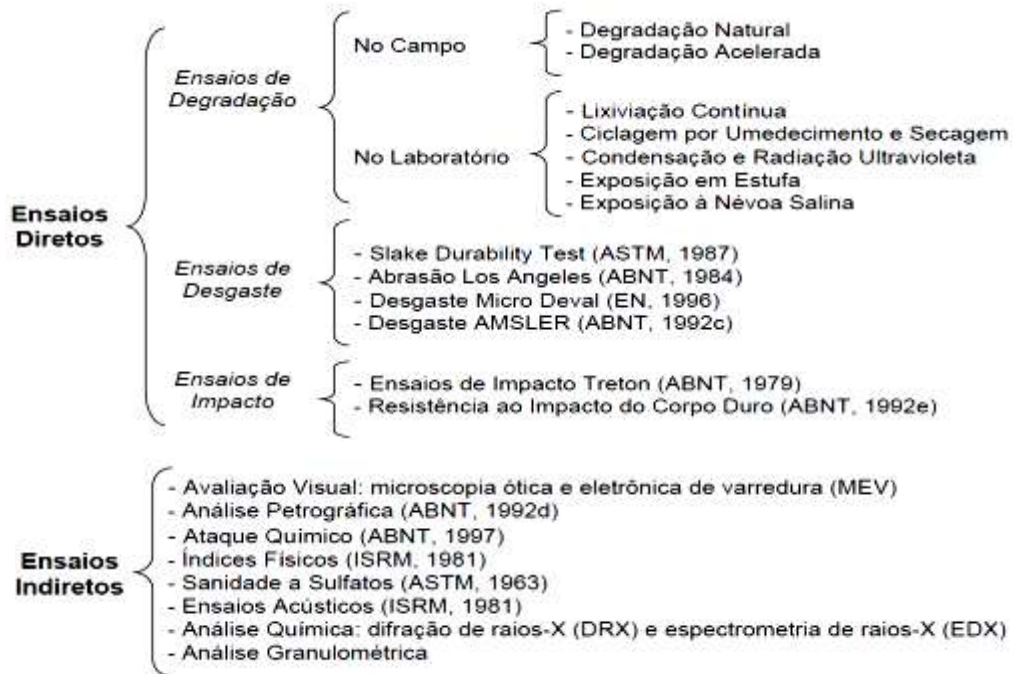 Ensaios Diretos
Ensaios de Degradação
No Campo
- Degradação Natural
- Degradação Acelerada
No Laboratório
- Lixiviação Contínua
- Ciclagem por Umedecimento e Secagem
- Condensação e Radiação Ultravioleta
- Exposição em Estufa
- Exposição à Névoa Salina
Ensaios de Desgaste
- Slake Durability Test (ASTM, 1987)
- Abrasão Los Angeles (ABNT, 1984)
- Desgaste Micro Deval (EN, 1996)
- Desgaste AMSLER (ABNT, 1992c)
Ensaios de Impacto
- Ensaios de Impacto Treton (ABNT, 1979)
- Resistência ao Impacto do Corpo Duro (ABNT, 1992e)
Ensaios Indiretos
- Avaliação Visual: microscopia ótica e eletrônica de varredura (MEV)
- Análise Petrográfica (ABNT, 1992d)
- Ataque Químico (ABNT, 1997)
- Índices Físicos (ISRM, 1981)
- Sanidade a Sulfatos (ASTM, 1963)
- Ensaios Acústicos (ISRM, 1981)
- Análise Química: difração de raios-X (DRX) e espectrometria de raios-X (EDX)
- Análise Granulométrica